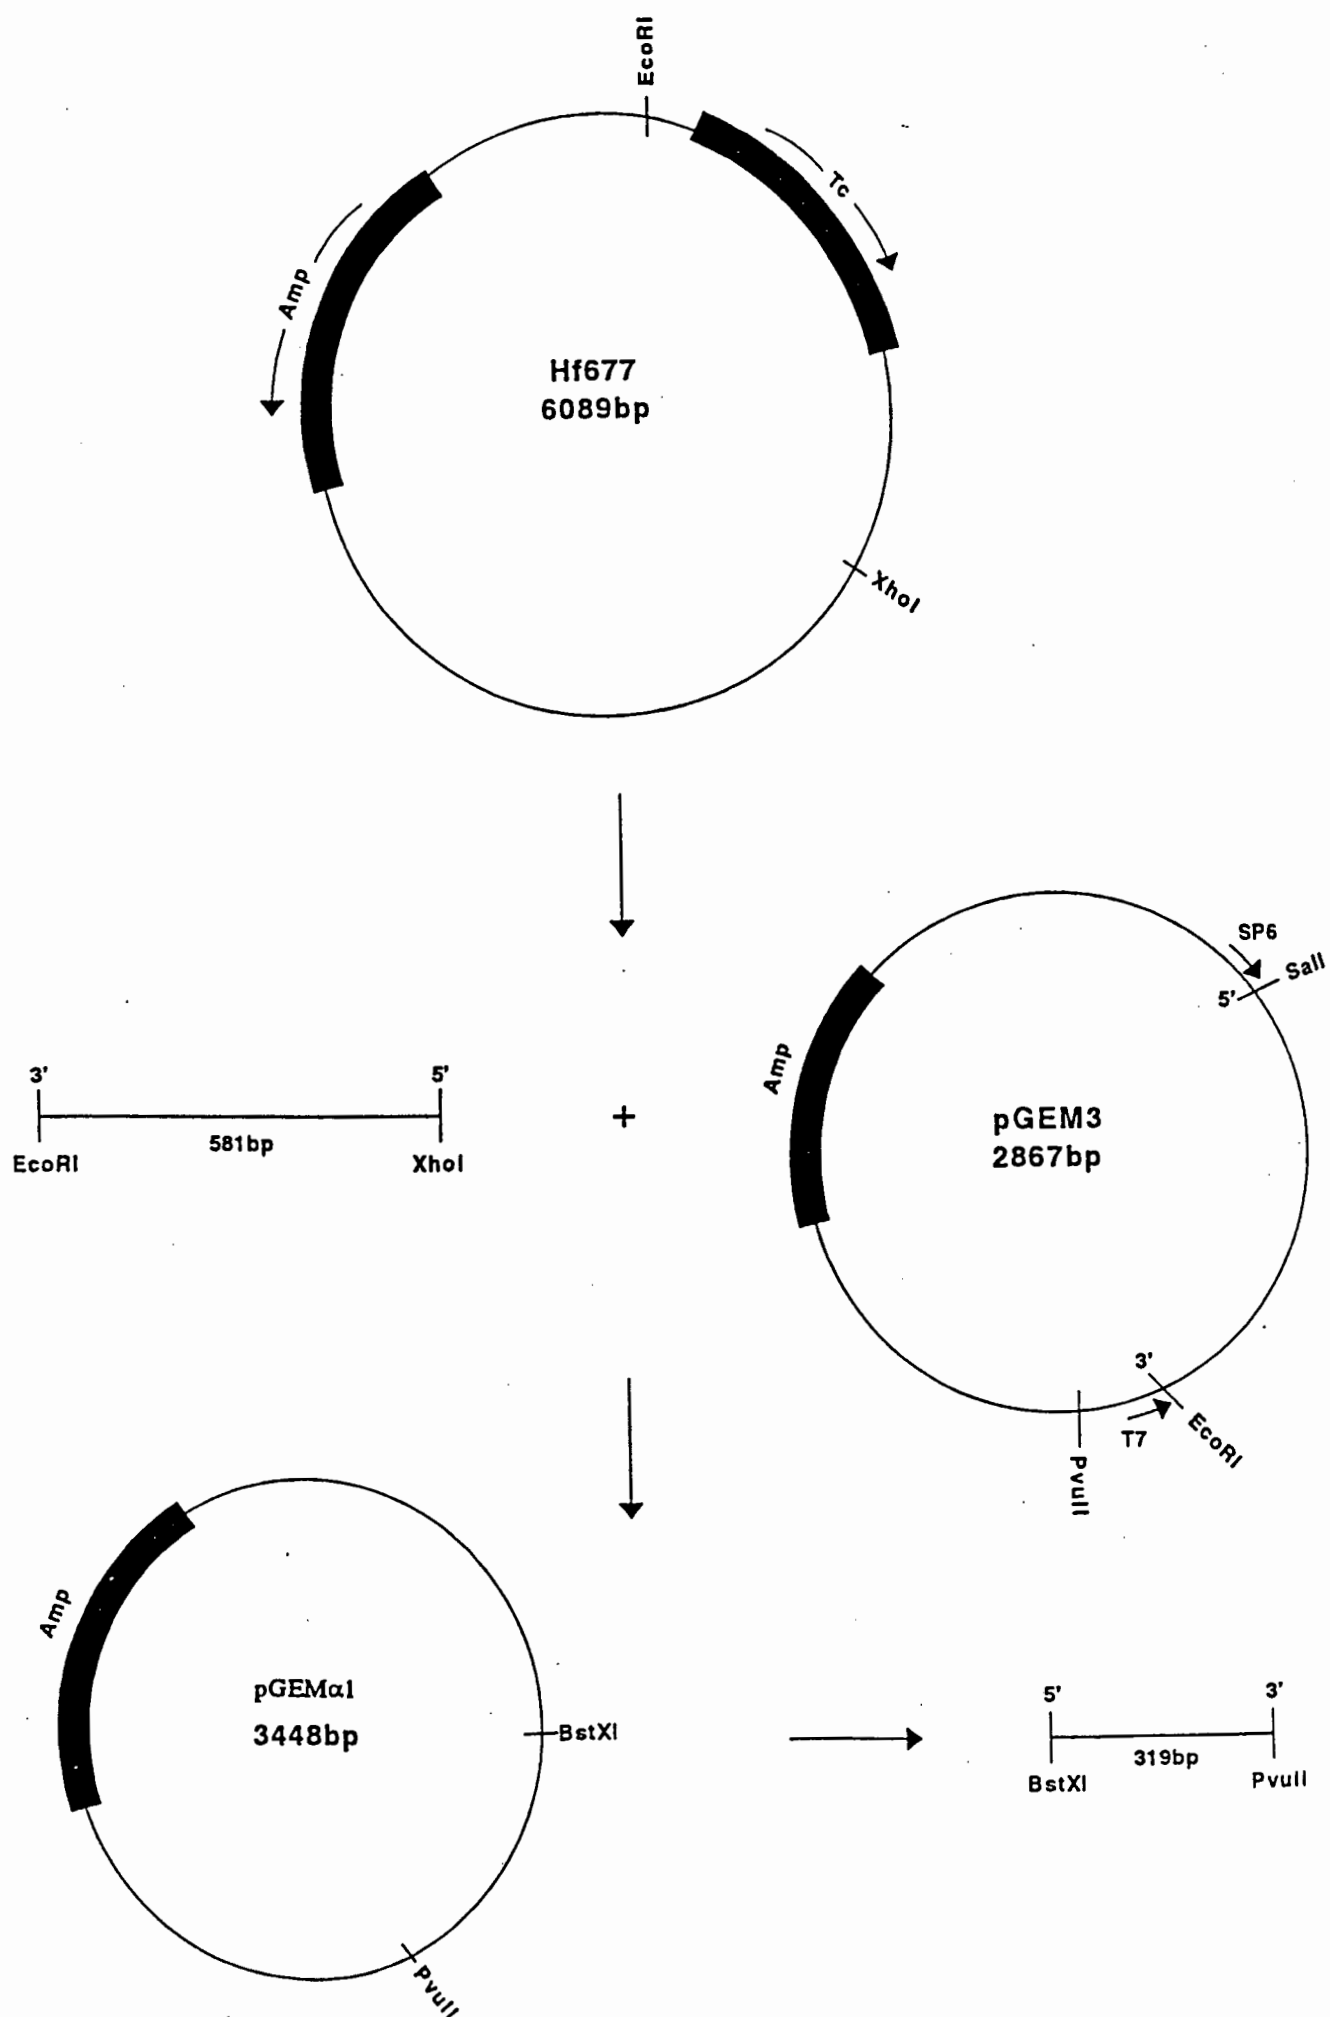 EcoRI
Tc
Amp
Hf677
6089bp
XhoI
SP6
SalI
5'
Amp
3'
5'
581bp
EcoRI
XhoI
+
pGEM3
2867bp
3'
T7
EcoRI
PvuII
Amp
pGEMα1
3448bp
BstXI
PvuII
5'
3'
319bp
BstXI
PvuII